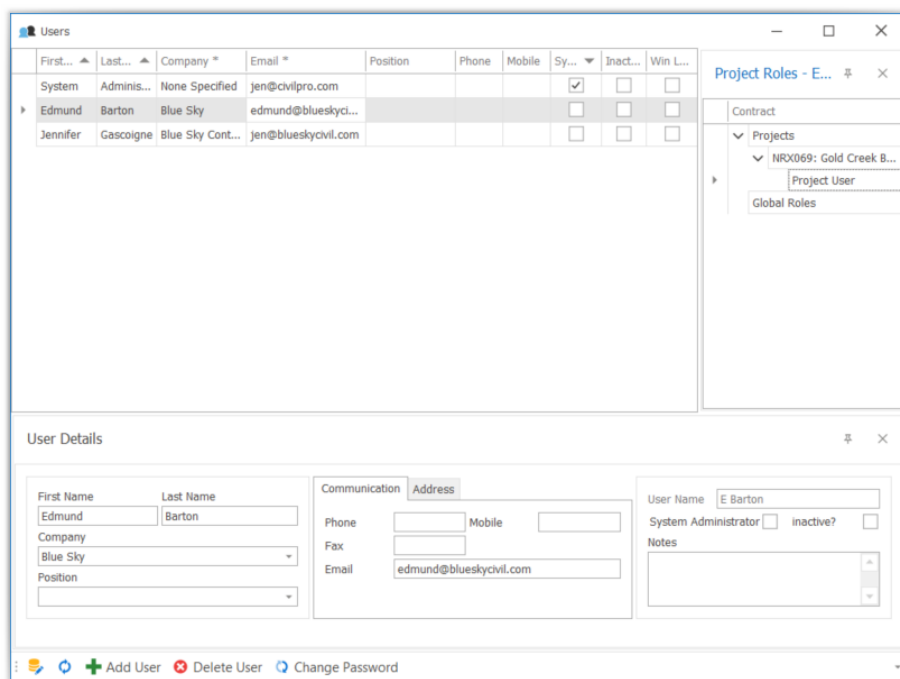 Users
First... Last... Company Email Position Phone Mobile Sy... Inact... Win L...
System Adminis... None Specified jen@civilpro.com
Edmund Barton Blue Sky edmund@blueskyci...
Jennifer Gascoigne Blue Sky Cont... jen@blueskycivil.com
Project Roles - E...
Contract
Projects
NRX069: Gold Creek B...
Project User
Global Roles
User Details
First Name Last Name
Edmund Barton
Company
Blue Sky
Position
Communication Address
Phone Mobile
Fax
Email edmund@blueskycivil.com
User Name E Barton
System Administrator inactive?
Notes
Add User Delete User Change Password